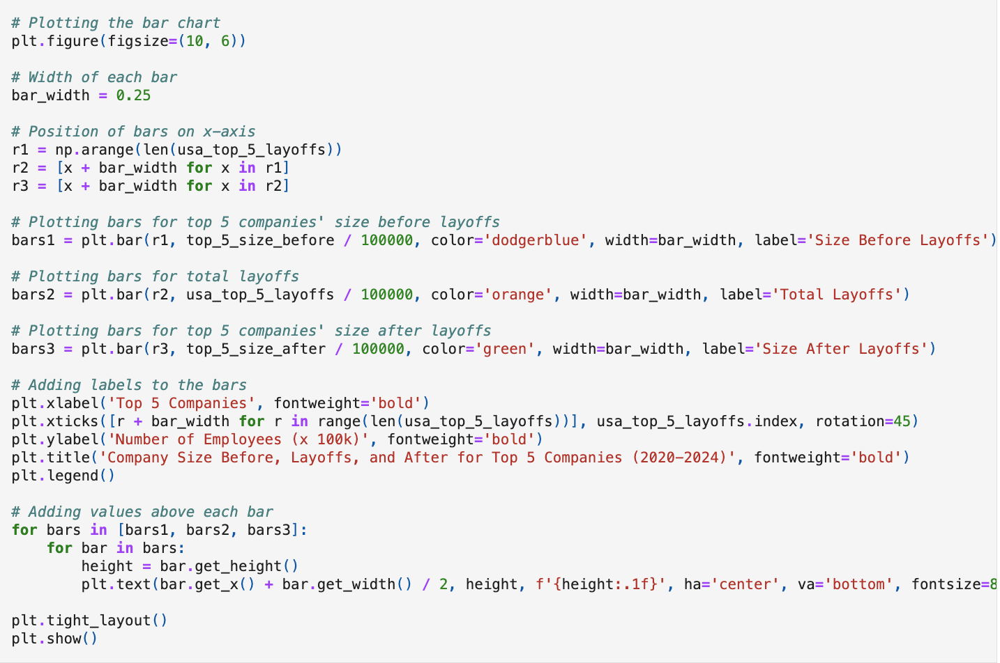 # Plotting the bar chart
plt.figure(figsize=(10, 6))

# Width of each bar
bar_width = 0.25

# Position of bars on x-axis
r1 = np.arange(len(usa_top_5_layoffs))
r2 = [x + bar_width for x in r1]
r3 = [x + bar_width for x in r2]

# Plotting bars for top 5 companies' size before layoffs
bars1 = plt.bar(r1, top_5_size_before / 100000, color='dodgerblue', width=bar_width, label='Size Before Layoffs')

# Plotting bars for total layoffs
bars2 = plt.bar(r2, usa_top_5_layoffs / 100000, color='orange', width=bar_width, label='Total Layoffs')

# Plotting bars for top 5 companies' size after layoffs
bars3 = plt.bar(r3, top_5_size_after / 100000, color='green', width=bar_width, label='Size After Layoffs')

# Adding labels to the bars
plt.xlabel('Top 5 Companies', fontweight='bold')
plt.xticks([r + bar_width for r in range(len(usa_top_5_layoffs))], usa_top_5_layoffs.index, rotation=45)
plt.ylabel('Number of Employees (x 100k)', fontweight='bold')
plt.title('Company Size Before, Layoffs, and After for Top 5 Companies (2020-2024)', fontweight='bold')
plt.legend()

# Adding values above each bar
for bars in [bars1, bars2, bars3]:
    for bar in bars:
        height = bar.get_height()
        plt.text(bar.get_x() + bar.get_width() / 2, height, f'{height:.1f}', ha='center', va='bottom', fontsize=8

plt.tight_layout()
plt.show()